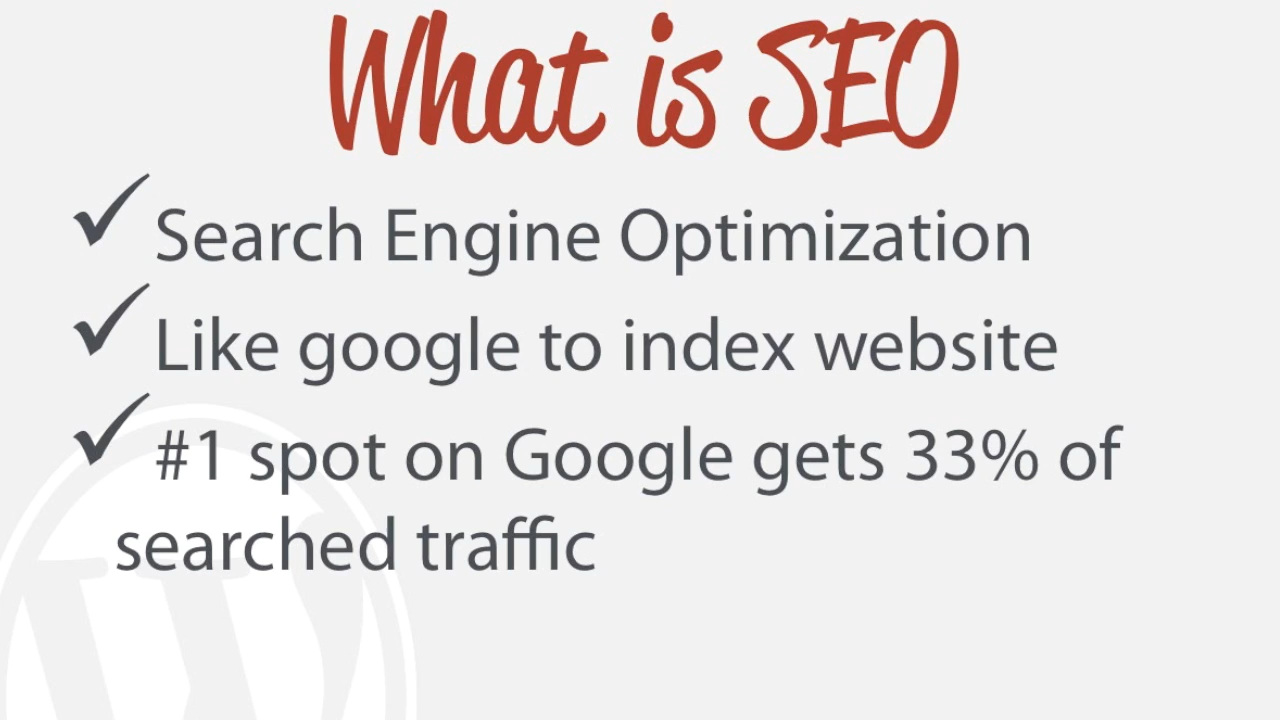 What is SEO
✓ Search Engine Optimization
✓ Like google to index website
✓ #1 spot on Google gets 33% of
searched traffic